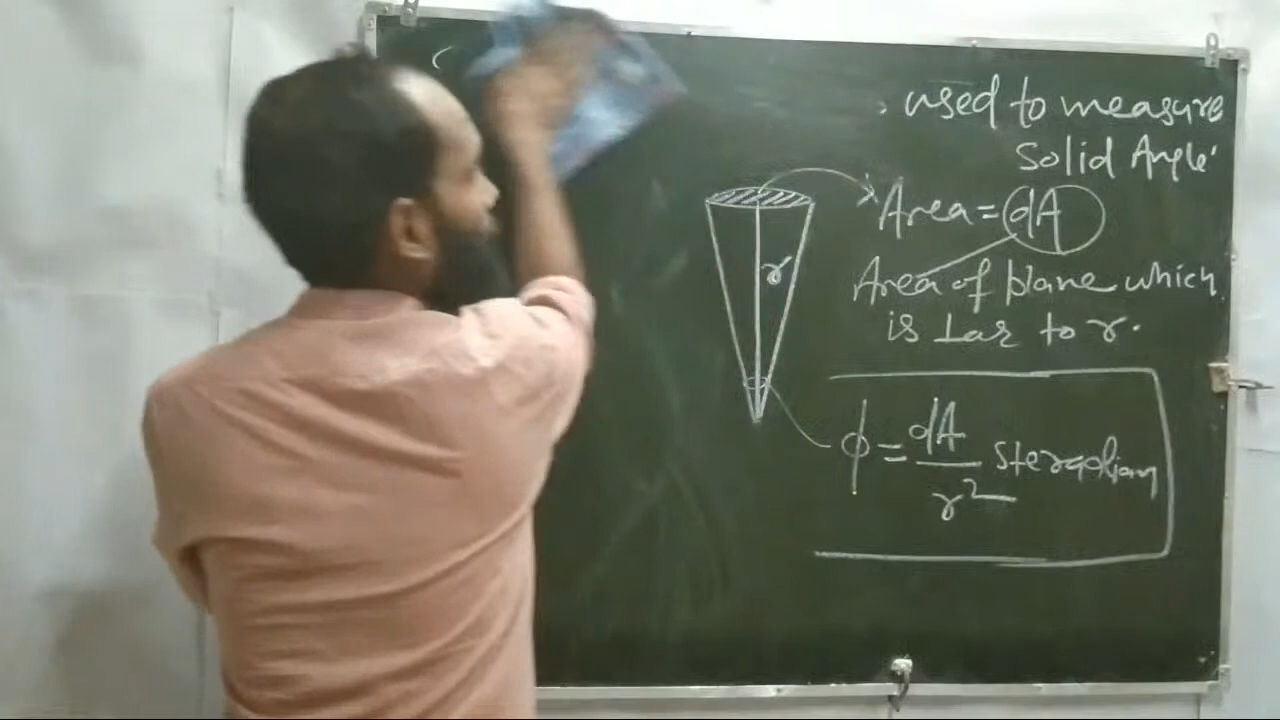 used to measure
Solid Angle
Area = dA
r
Area of plane which
is ⊥ar to r.
ϕ = dA/r² steradian